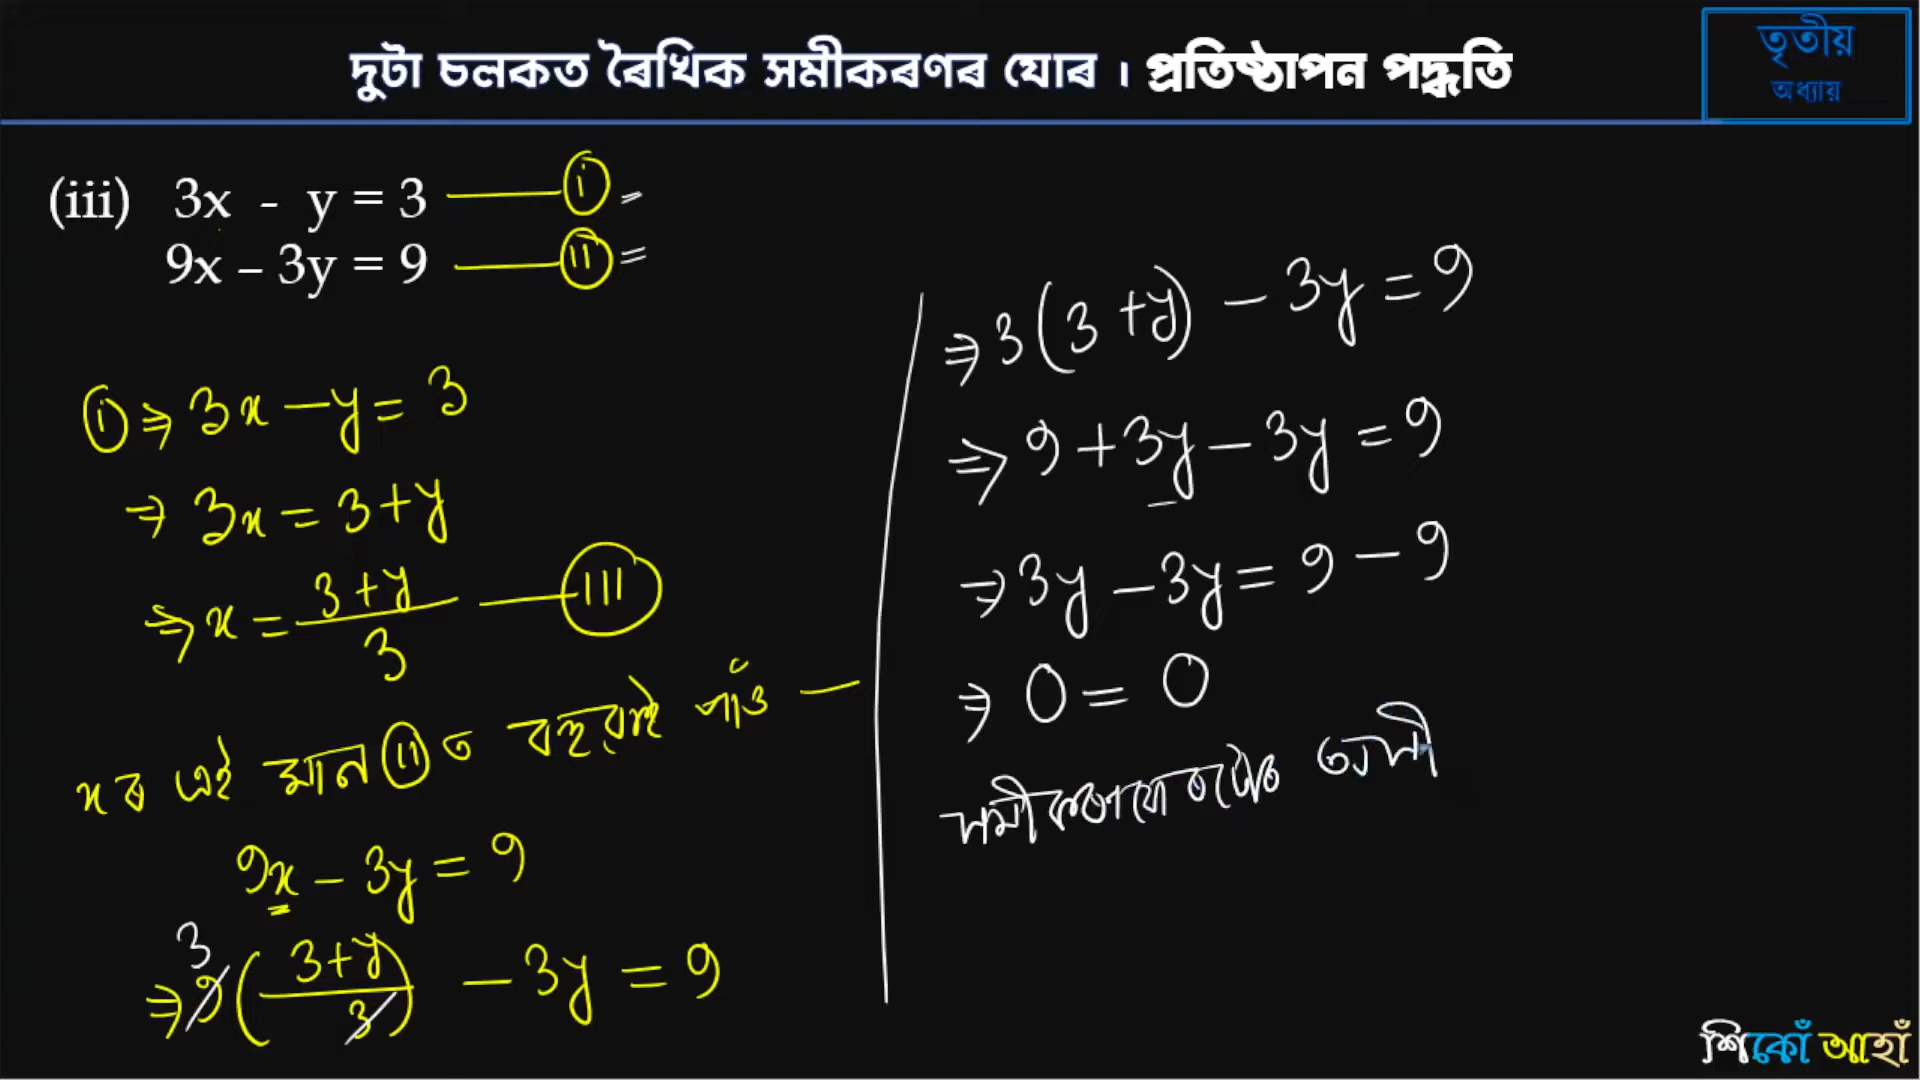 দুটা চলকত ৰৈখিক সমীকৰণৰ যোৰ । প্ৰতিষ্ঠাপন পদ্ধতি
তৃতীয়
অধ্যায়
(iii) 3x - y = 3 —— (i) =
9x – 3y = 9 —— (ii) =
(i) ⇒ 3x – y = 3
⇒ 3x = 3 + y
⇒ x = (3 + y)/3 —— (III)
x ৰ এই মান (ii) ত বহুৱাই পাওঁ —
9x – 3y = 9
3
⇒ 9((3 + y)/3) – 3y = 9
⇒ 3(3 + y) – 3y = 9
⇒ 9 + 3y – 3y = 9
⇒ 3y – 3y = 9 – 9
⇒ 0 = 0
শিকোঁ আহাঁ